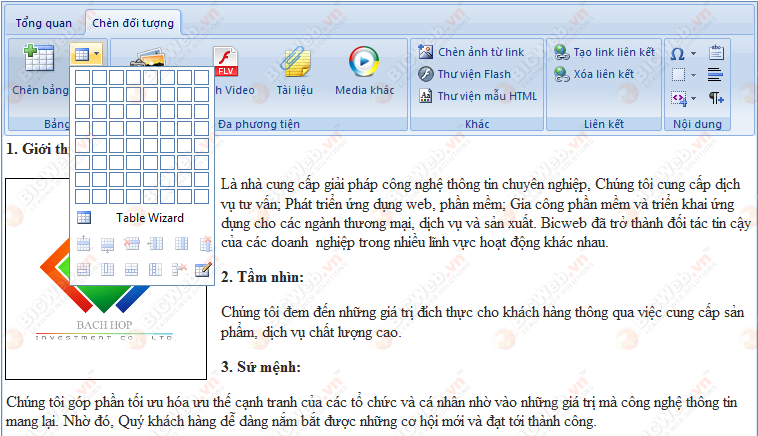 Tổng quan
Chèn đối tượng
Chèn bảng
h Video
Tài liệu
Media khác
Chèn ảnh từ link
Thư viện Flash
Thư viện mẫu HTML
Tạo link liên kết
Xóa liên kết
FLV
Aa
Bảng
Đa phương tiện
Khác
Liên kết
Nội dung
Table Wizard
1. Giới th
Là nhà cung cấp giải pháp công nghệ thông tin chuyên nghiệp, Chúng tôi cung cấp dịch
vụ tư vấn; Phát triển ứng dụng web, phần mềm; Gia công phần mềm và triển khai ứng
dụng cho các ngành thương mại, dịch vụ và sản xuất. Bicweb đã trở thành đối tác tin cậy
của các doanh nghiệp trong nhiều lĩnh vực hoạt động khác nhau.
2. Tầm nhìn:
Chúng tôi đem đến những giá trị đích thực cho khách hàng thông qua việc cung cấp sản
phẩm, dịch vụ chất lượng cao.
BACH HOP
INVESTMENT CO., LTD.
3. Sứ mệnh:
Chúng tôi góp phần tối ưu hóa ưu thế cạnh tranh của các tổ chức và cá nhân nhờ vào những giá trị mà công nghệ thông tin
mang lại. Nhờ đó, Quý khách hàng dễ dàng nắm bắt được những cơ hội mới và đạt tới thành công.
BICWeb.vn